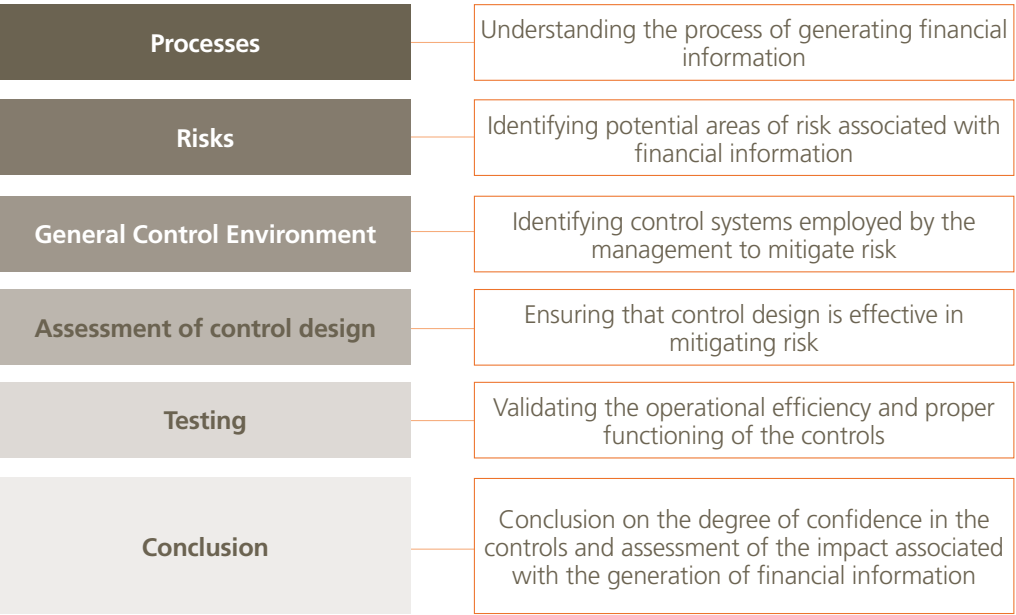 Processes
Understanding the process of generating financial
information
Risks
Identifying potential areas of risk associated with
financial information
General Control Environment
Identifying control systems employed by the
management to mitigate risk
Assessment of control design
Ensuring that control design is effective in
mitigating risk
Testing
Validating the operational efficiency and proper
functioning of the controls
Conclusion
Conclusion on the degree of confidence in the
controls and assessment of the impact associated
with the generation of financial information